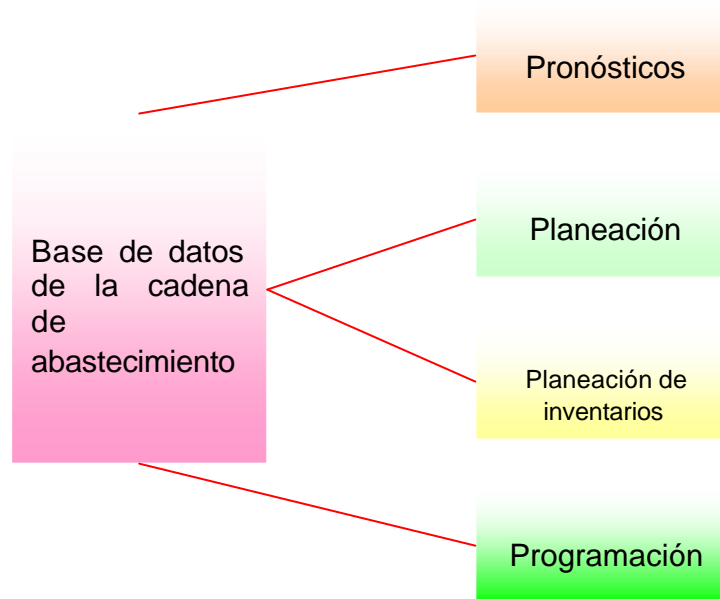 Pronósticos
Planeación
Base de datos
de la cadena
de
abastecimiento
Planeación de
inventarios
Programación